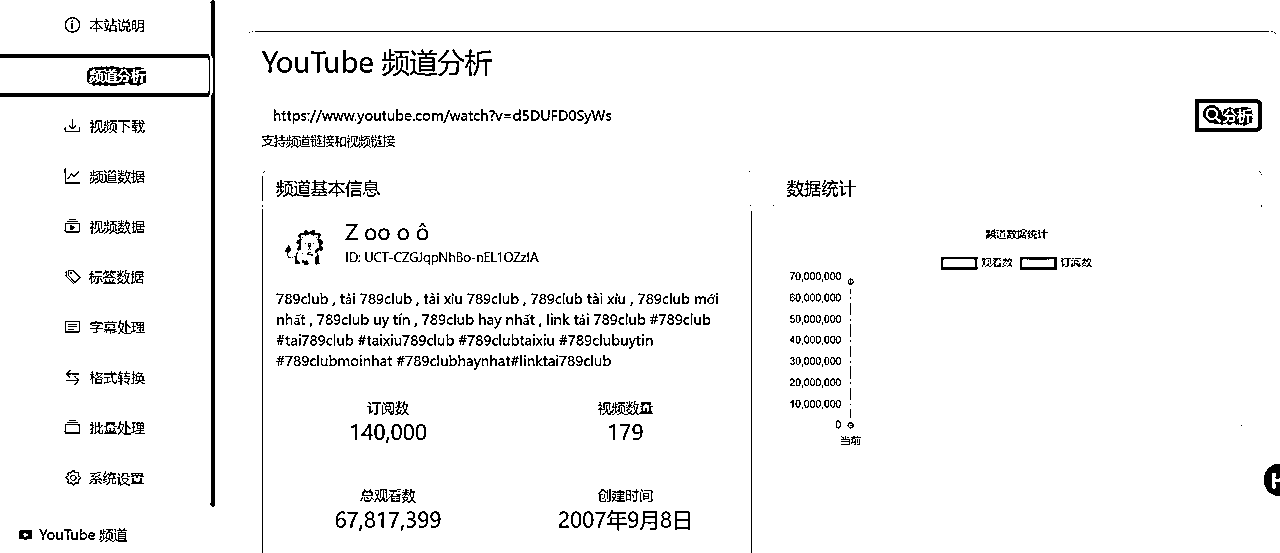 本站说明
频道分析
视频下载
频道数据
视频数据
标签数据
字幕处理
格式转换
批量处理
系统设置
YouTube 频道
YouTube 频道分析
https://www.youtube.com/watch?v=d5DUFD0SyWs
分析
支持频道链接和视频链接
频道基本信息
Z oo o ô
ID: UCT-CZGJqpNhBo-nEL1OZzfA
789club , tải 789club , tài xỉu 789club , 789club tài xỉu , 789club mới
nhất , 789club uy tín , 789club hay nhất , link tải 789club #789club
#tai789club #taixiu789club #789clubtaixiu #789clubuytin
#789clubmoinhat #789clubhaynhat#linktai789club
订阅数
140,000
视频数量
179
总观看数
67,817,399
创建时间
2007年9月8日
数据统计
频道数据统计
观看数 订阅数
70,000,000
60,000,000
50,000,000
40,000,000
30,000,000
20,000,000
10,000,000
0
当前